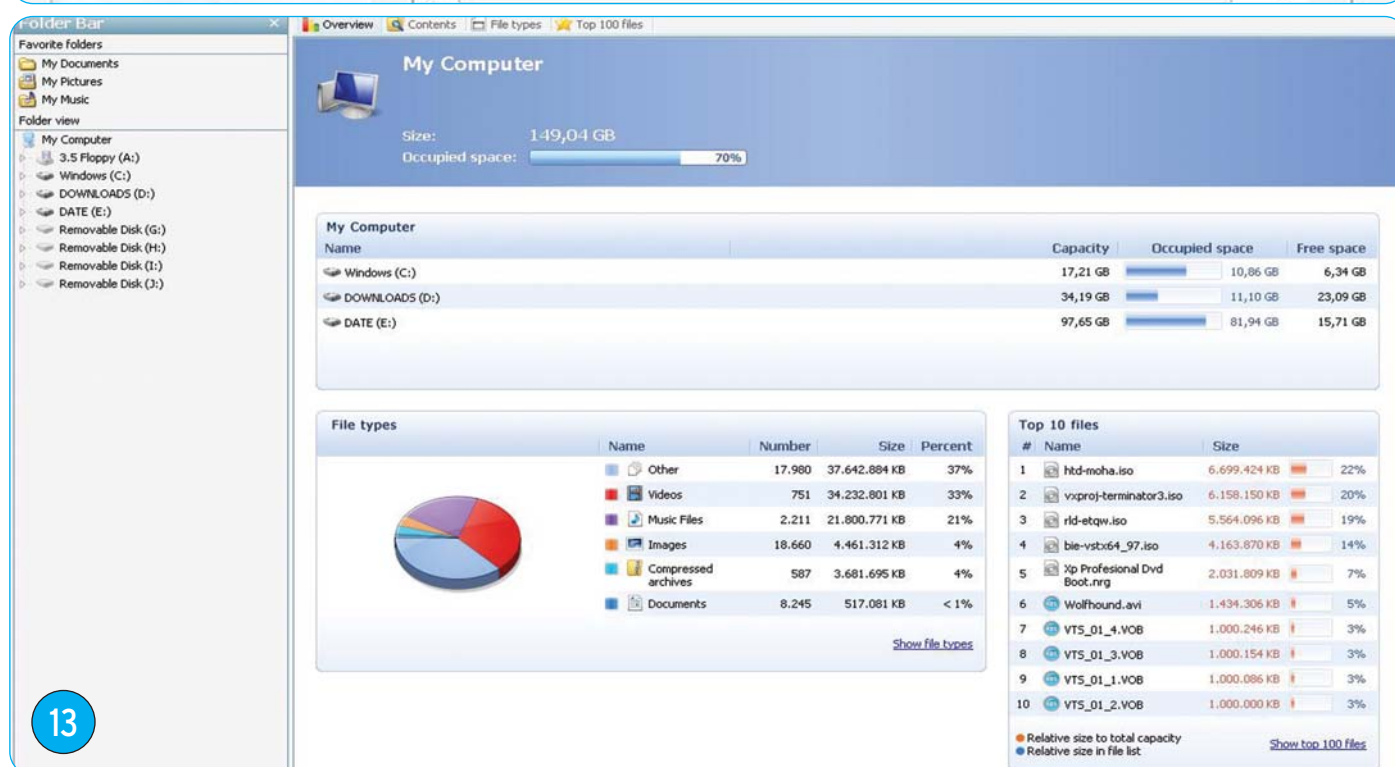 Folder Bar
Overview Contents File types Top 100 files
Favorite folders
My Documents
My Pictures
My Music
Folder view
My Computer
3.5 Floppy (A:)
Windows (C:)
DOWNLOADS (D:)
DATE (E:)
Removable Disk (G:)
Removable Disk (H:)
Removable Disk (I:)
Removable Disk (J:)
My Computer
Size: 149,04 GB
Occupied space: 70%
My Computer
Name Capacity Occupied space Free space
Windows (C:) 17,21 GB 10,86 GB 6,34 GB
DOWNLOADS (D:) 34,19 GB 11,10 GB 23,09 GB
DATE (E:) 97,65 GB 81,94 GB 15,71 GB
File types
Name Number Size Percent
Other 17.980 37.642.884 KB 37%
Videos 751 34.232.801 KB 33%
Music Files 2.211 21.800.771 KB 21%
Images 18.660 4.461.312 KB 4%
Compressed
archives 587 3.681.695 KB 4%
Documents 8.245 517.081 KB < 1%
Show file types
Top 10 files
# Name Size
1 htd-moha.iso 6.699.424 KB 22%
2 vxproj-terminator3.iso 6.158.150 KB 20%
3 rld-etqw.iso 5.564.096 KB 19%
4 bie-vstx64_97.iso 4.163.870 KB 14%
5 Xp Profesional Dvd
Boot.nrg 2.031.809 KB 7%
6 Wolfhound.avi 1.434.306 KB 5%
7 VTS_01_4.VOB 1.000.246 KB 3%
8 VTS_01_3.VOB 1.000.154 KB 3%
9 VTS_01_1.VOB 1.000.086 KB 3%
10 VTS_01_2.VOB 1.000.000 KB 3%
Relative size to total capacity
Relative size in file list
Show top 100 files
13